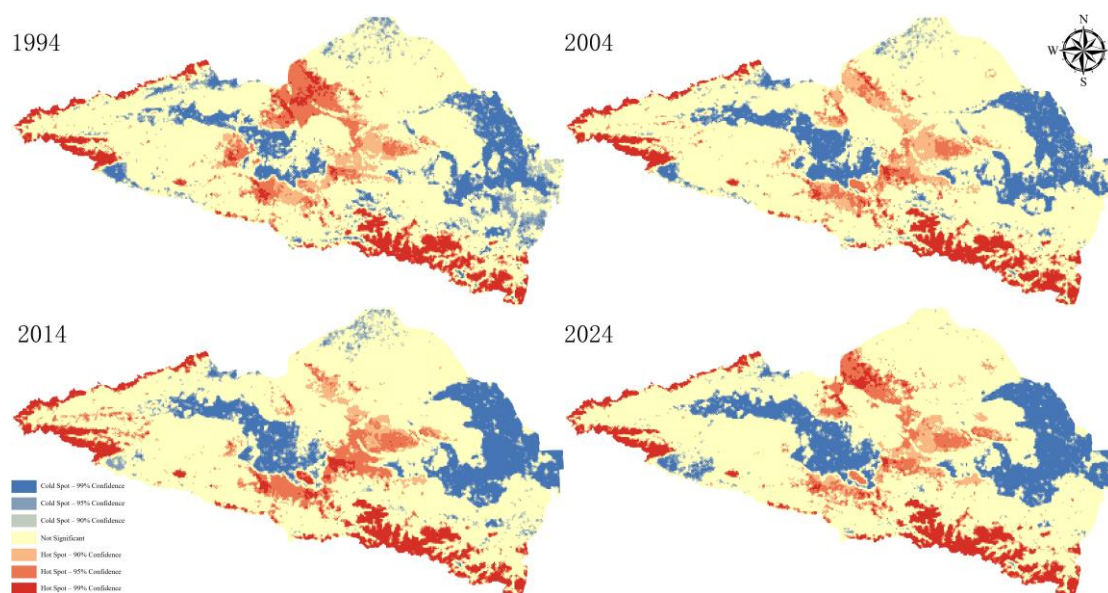 1994
2004
N
W
E
S
2014
2024
Cold Spot – 99% Confidence
Cold Spot – 95% Confidence
Cold Spot – 90% Confidence
Not Significant
Hot Spot – 90% Confidence
Hot Spot – 95% Confidence
Hot Spot – 99% Confidence